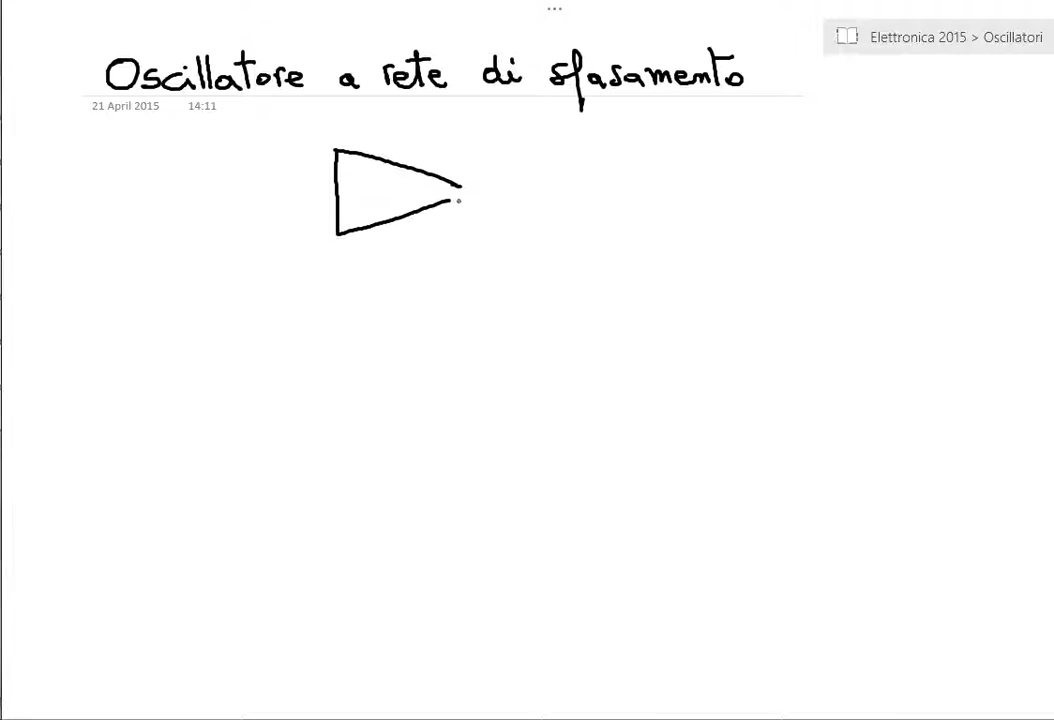 Elettronica 2015 > Oscillatori
Oscillatore a rete di sfasamento
21 April 2015 14:11